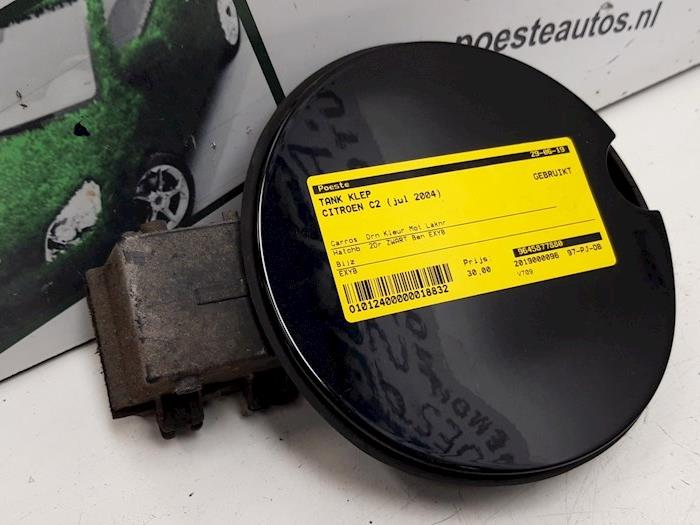 poesteautos.nl
Poeste 29-06-19
TANK KLEP GEBRUIKT
CITROEN C2 (jul 2004)
Carros Drn Kleur Mot Laknr
Hatchb 2Dr ZWART Ben EXYB
Bljz Prijs 9645877880
EXYB 30,00 2019000096 97-PJ-DB
V709
01012400000018832